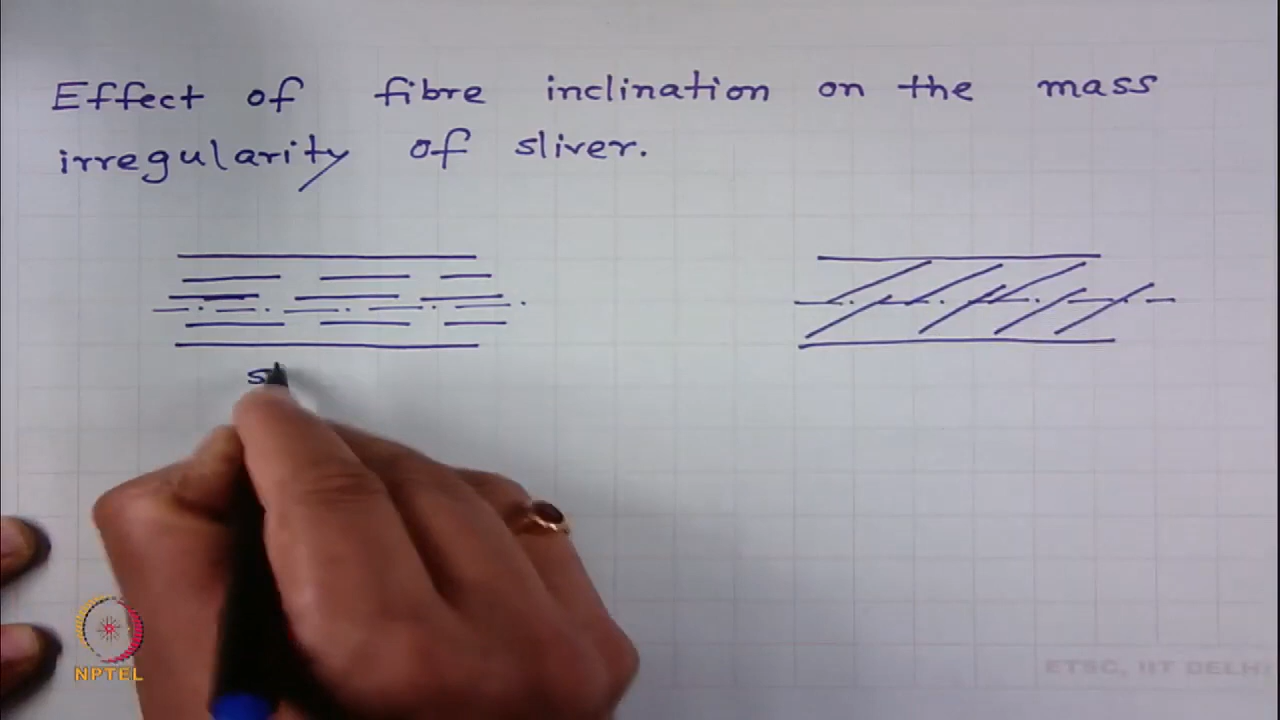 Effect of fibre inclination on the mass
irregularity of sliver.
S
NPTEL
ETSC, IIT DELHI